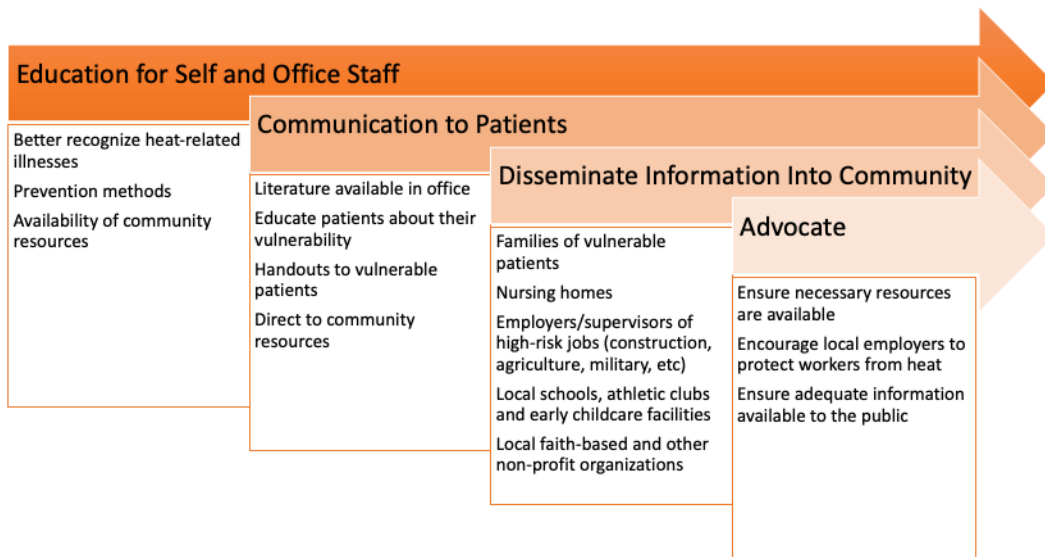 Education for Self and Office Staff
Better recognize heat-related
illnesses
Prevention methods
Availability of community
resources
Communication to Patients
Literature available in office
Educate patients about their
vulnerability
Handouts to vulnerable
patients
Direct to community
resources
Disseminate Information Into Community
Families of vulnerable
patients
Nursing homes
Employers/supervisors of
high-risk jobs (construction,
agriculture, military, etc)
Local schools, athletic clubs
and early childcare facilities
Local faith-based and other
non-profit organizations
Advocate
Ensure necessary resources
are available
Encourage local employers to
protect workers from heat
Ensure adequate information
available to the public